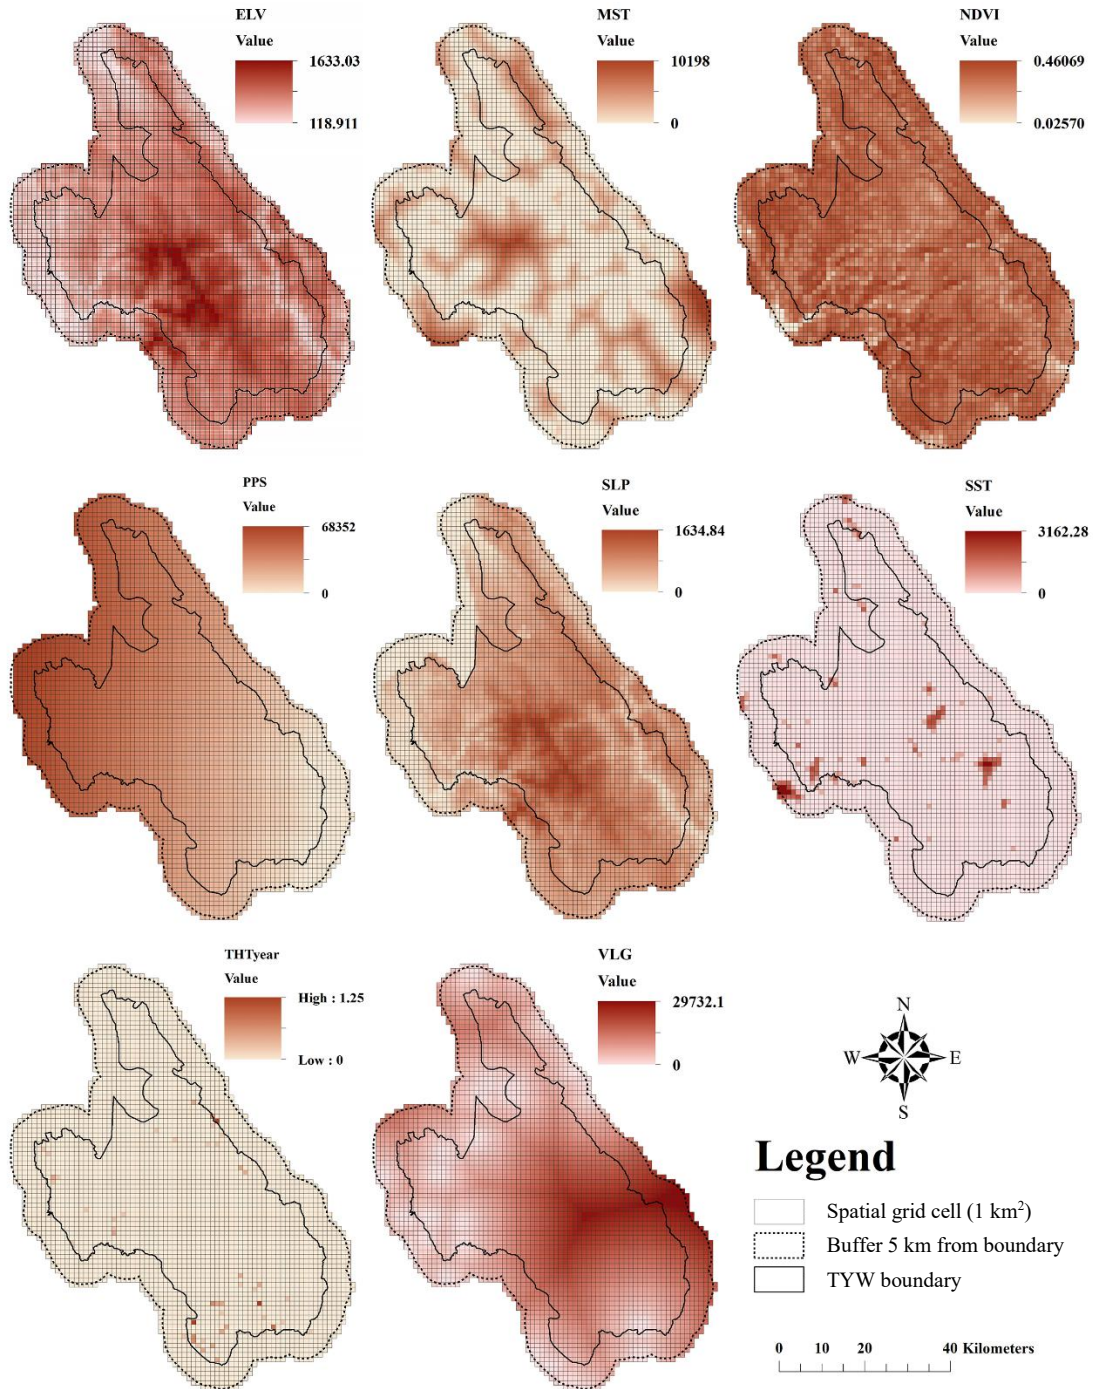 ELV
Value
1633.03
118.911
MST
Value
10198
0
NDVI
Value
0.46069
0.02570
PPS
Value
68352
0
SLP
Value
1634.84
0
SST
Value
3162.28
0
THTyear
Value
High : 1.25
Low : 0
VLG
Value
29732.1
0
N
W E
S
Legend
Spatial grid cell (1 km²)
Buffer 5 km from boundary
TYW boundary
0 10 20 40 Kilometers